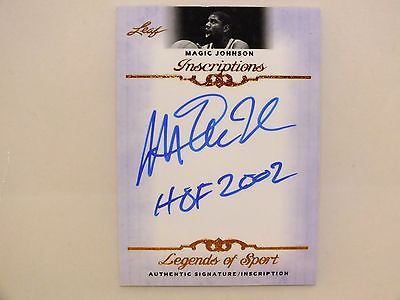 Leaf
MAGIC JOHNSON
Inscriptions
HOF 2002
Legends of Sport
AUTHENTIC SIGNATURE/INSCRIPTION